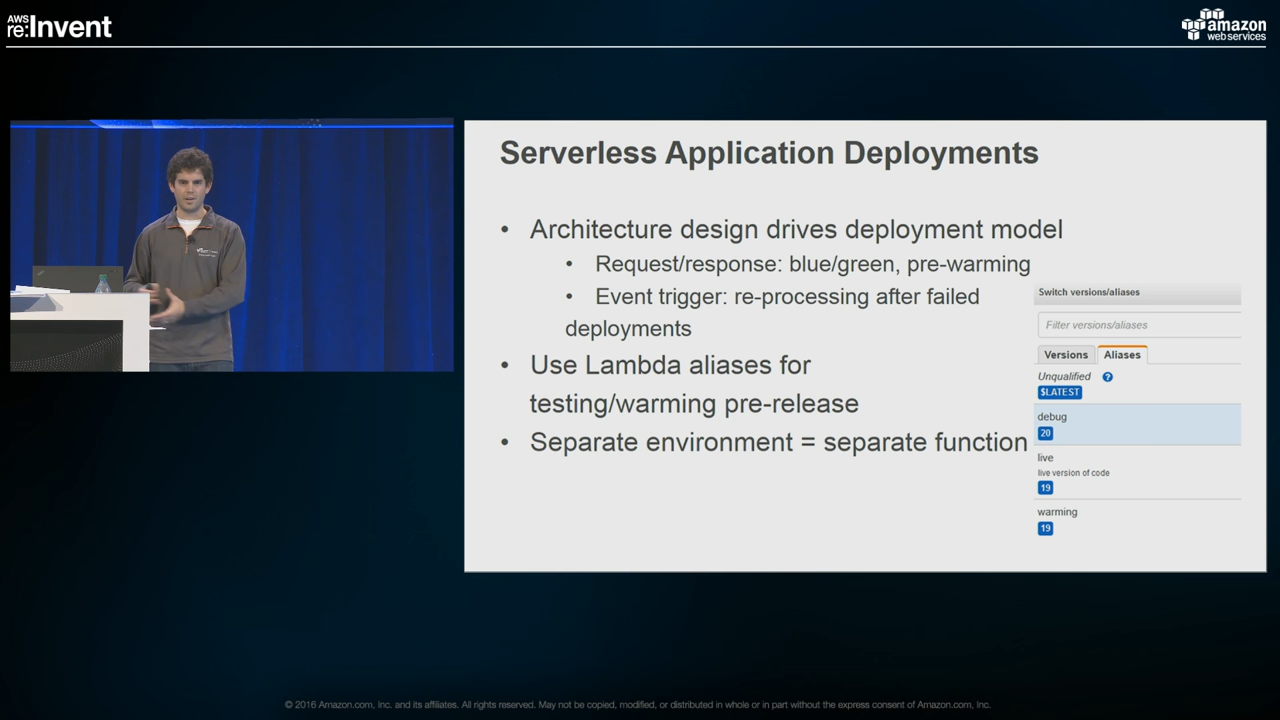 AWS
re:Invent
amazon
web services
Serverless Application Deployments
• Architecture design drives deployment model
• Request/response: blue/green, pre-warming
• Event trigger: re-processing after failed
deployments
• Use Lambda aliases for
testing/warming pre-release
• Separate environment = separate function
Switch versions/aliases
Filter versions/aliases
Versions Aliases
Unqualified ?
$LATEST
debug
20
live
live version of code
19
warming
19
© 2016 Amazon.com, Inc. and its affiliates. All rights reserved. May not be copied, modified, or distributed in whole or in part without the express consent of Amazon.com, Inc.